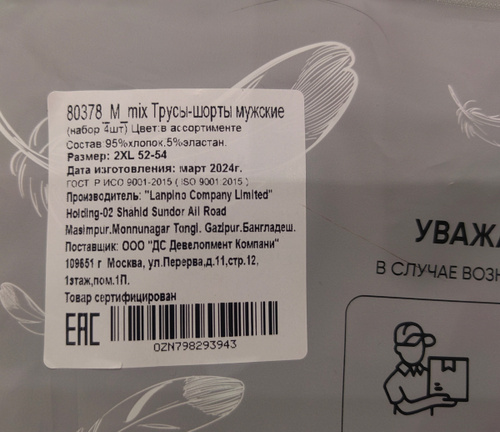 80378_M_mix Трусы-шорты мужские
(набор 4шт) Цвет:в ассортименте
Состав 95%хлопок,5%эластан.
Размер: 2XL 52-54
Дата изготовления: март 2024г.
ГОСТ Р ИСО 9001-2015 ( ISO 9001:2015 )
Производитель: "Lanpino Company Limited"
Holding-02 Shahid Sundor Ali Road
Masimpur.Monnunagar Tongi. Gazipur.Бангладеш.
Поставщик: ООО "ДС Девелопмент Компани"
109651 г Москва, ул.Перерва,д.11,стр.12,
1этаж,пом.1П.
Товар сертифицирован
EAC
OZN798293943
УВАЖА
В СЛУЧАЕ ВОЗН